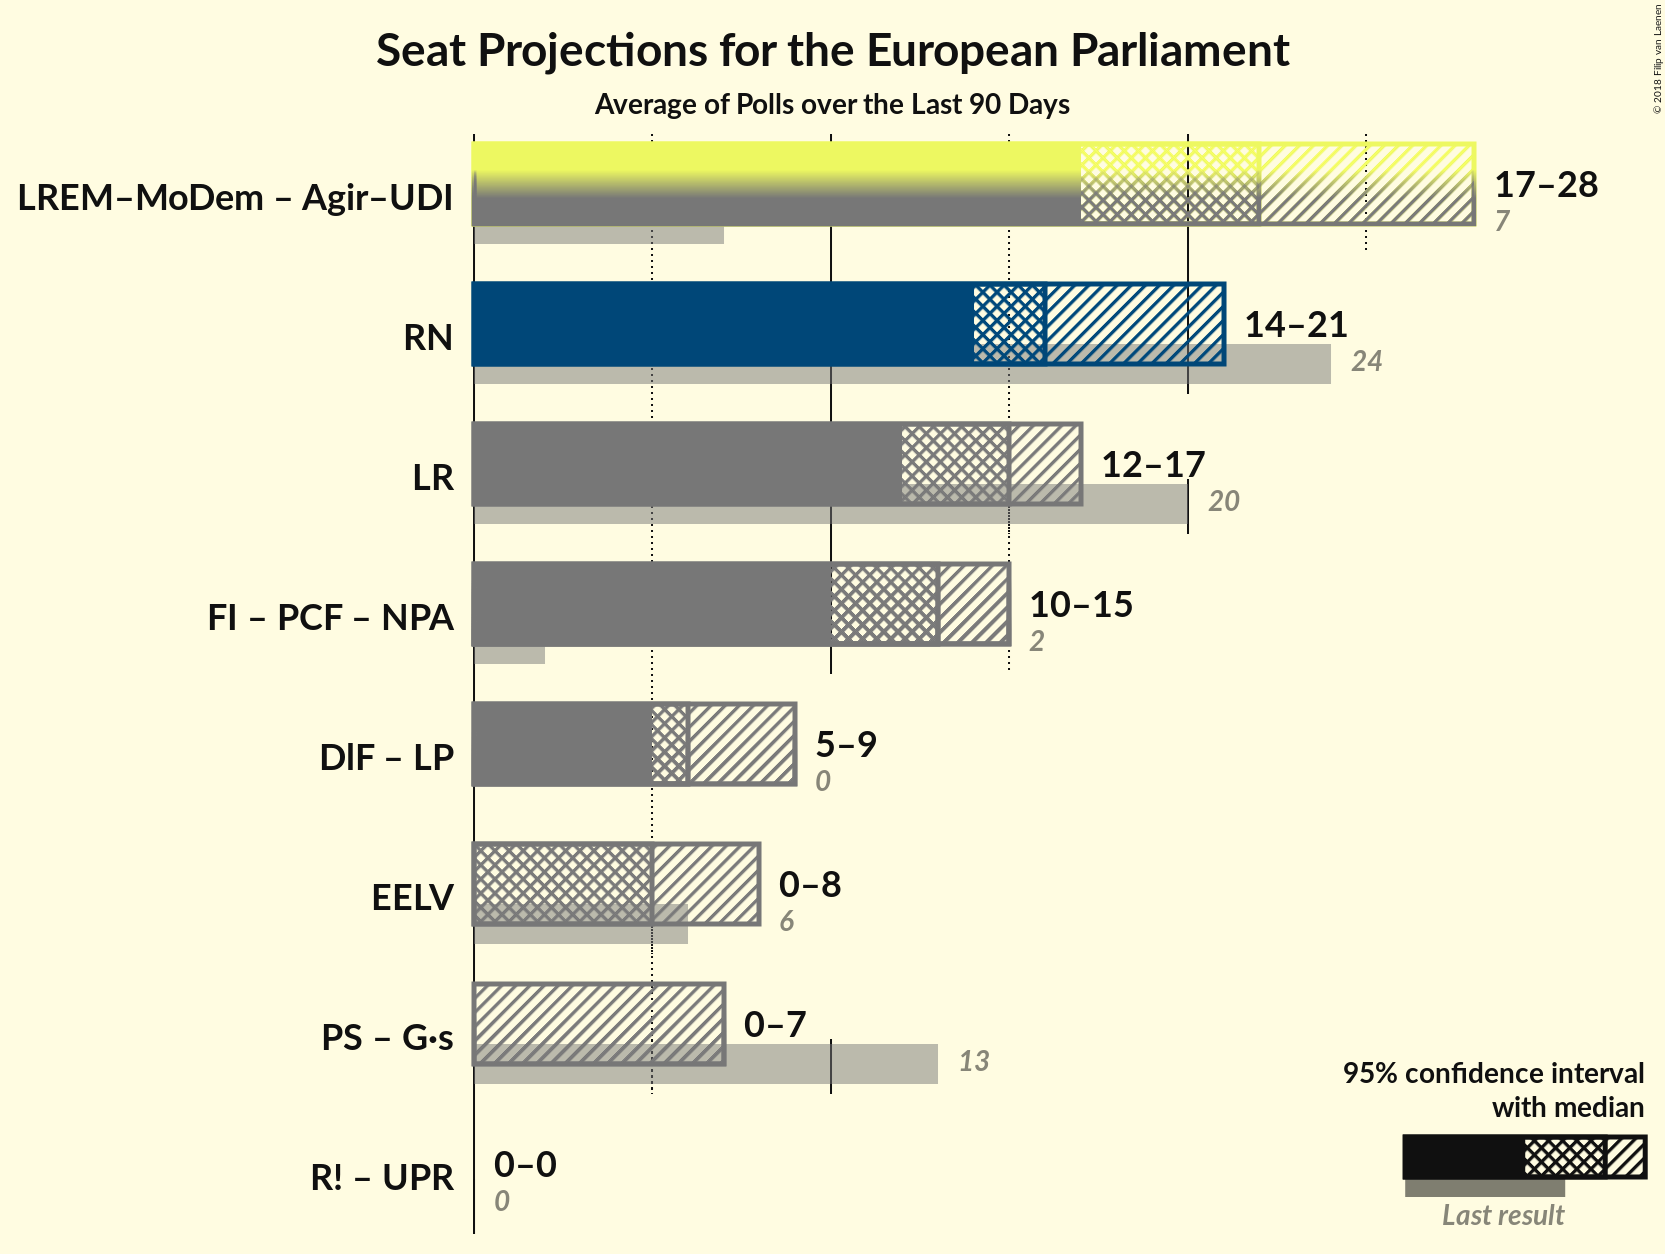 Seat Projections for the European Parliament
Average of Polls over the Last 90 Days
© 2018 Filip van Laenen
LREM–MoDem – Agir–UDI
17–28
7
RN
14–21
24
LR
12–17
20
FI – PCF – NPA
10–15
2
DlF – LP
5–9
0
EELV
0–8
6
PS – G·s
0–7
13
R! – UPR
0–0
0
95% confidence interval
with median
Last result